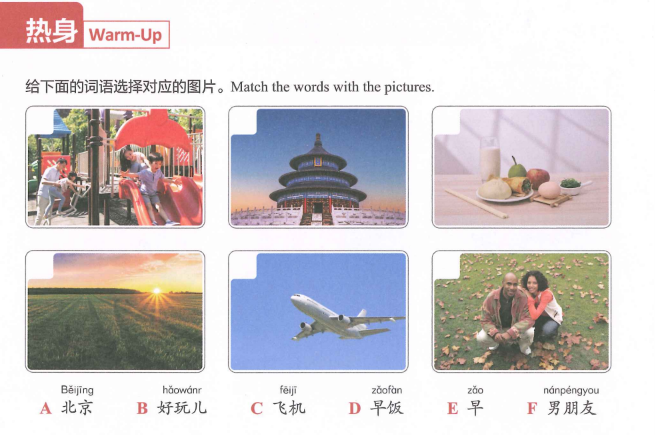 热身 Warm-Up
给下面的词语选择对应的图片。Match the words with the pictures.
Běijīng hǎowánr fēijī zǎofàn zǎo nánpéngyou
A 北京 B 好玩儿 C 飞机 D 早饭 E 早 F 男朋友